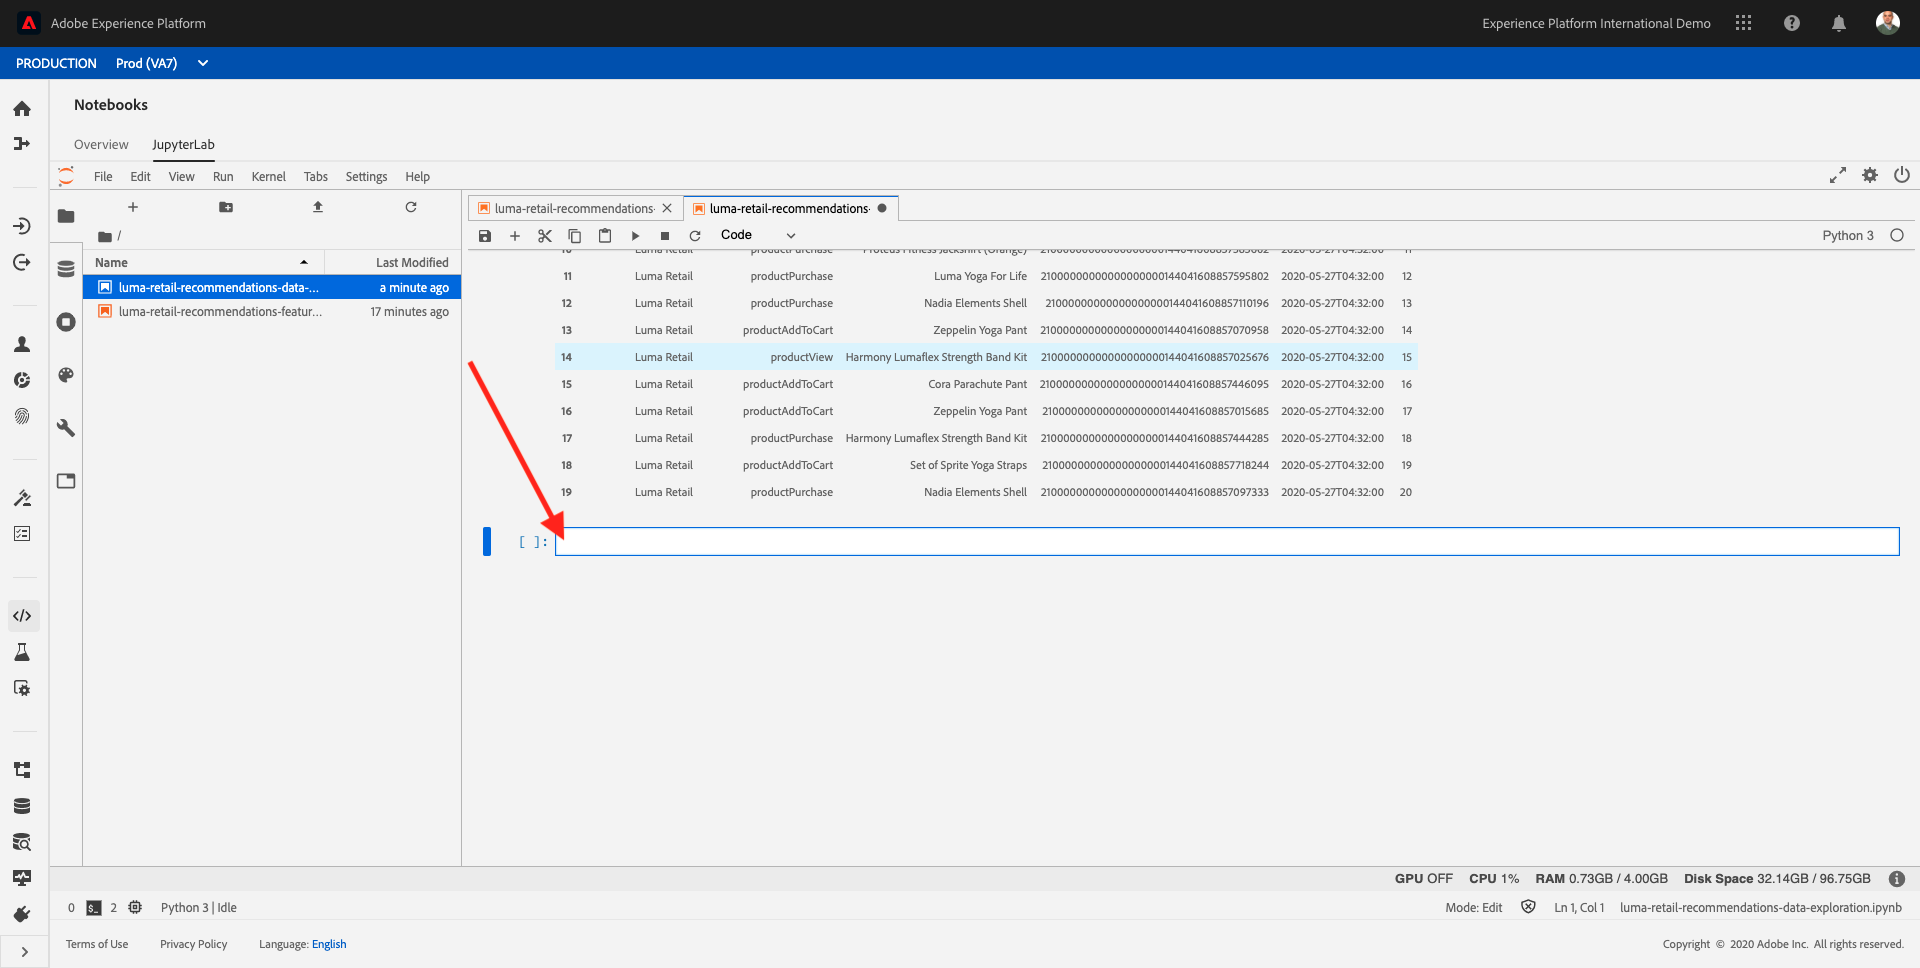 Adobe Experience Platform
Experience Platform International Demo
PRODUCTION Prod (VA7)
Notebooks
Overview JupyterLab
File Edit View Run Kernel Tabs Settings Help
/
Name Last Modified
luma-retail-recommendations-data-... a minute ago
luma-retail-recommendations-featur... 17 minutes ago
luma-retail-recommendations- luma-retail-recommendations-
Code Python 3
11 Luma Retail productPurchase Luma Yoga For Life 2100000000000000000014404160885759​5802 2020-05-27T04:32:00 12
12 Luma Retail productPurchase Nadia Elements Shell 21000000000000000000144041608857110196 2020-05-27T04:32:00 13
13 Luma Retail productAddToCart Zeppelin Yoga Pant 21000000000000000000144041608857070958 2020-05-27T04:32:00 14
14 Luma Retail productView Harmony Lumaflex Strength Band Kit 21000000000000000000144041608857025676 2020-05-27T04:32:00 15
15 Luma Retail productAddToCart Cora Parachute Pant 21000000000000000000144041608857446095 2020-05-27T04:32:00 16
16 Luma Retail productAddToCart Zeppelin Yoga Pant 21000000000000000000144041608857015685 2020-05-27T04:32:00 17
17 Luma Retail productPurchase Harmony Lumaflex Strength Band Kit 21000000000000000000144041608857444285 2020-05-27T04:32:00 18
18 Luma Retail productAddToCart Set of Sprite Yoga Straps 21000000000000000000144041608857718244 2020-05-27T04:32:00 19
19 Luma Retail productPurchase Nadia Elements Shell 21000000000000000000144041608857097333 2020-05-27T04:32:00 20
[ ]:
GPU OFF CPU 1% RAM 0.73GB / 4.00GB Disk Space 32.14GB / 96.75GB
0 $_ 2 Python 3 | Idle Mode: Edit Ln 1, Col 1 luma-retail-recommendations-data-exploration.ipynb
Terms of Use Privacy Policy Language: English Copyright © 2020 Adobe Inc. All rights reserved.